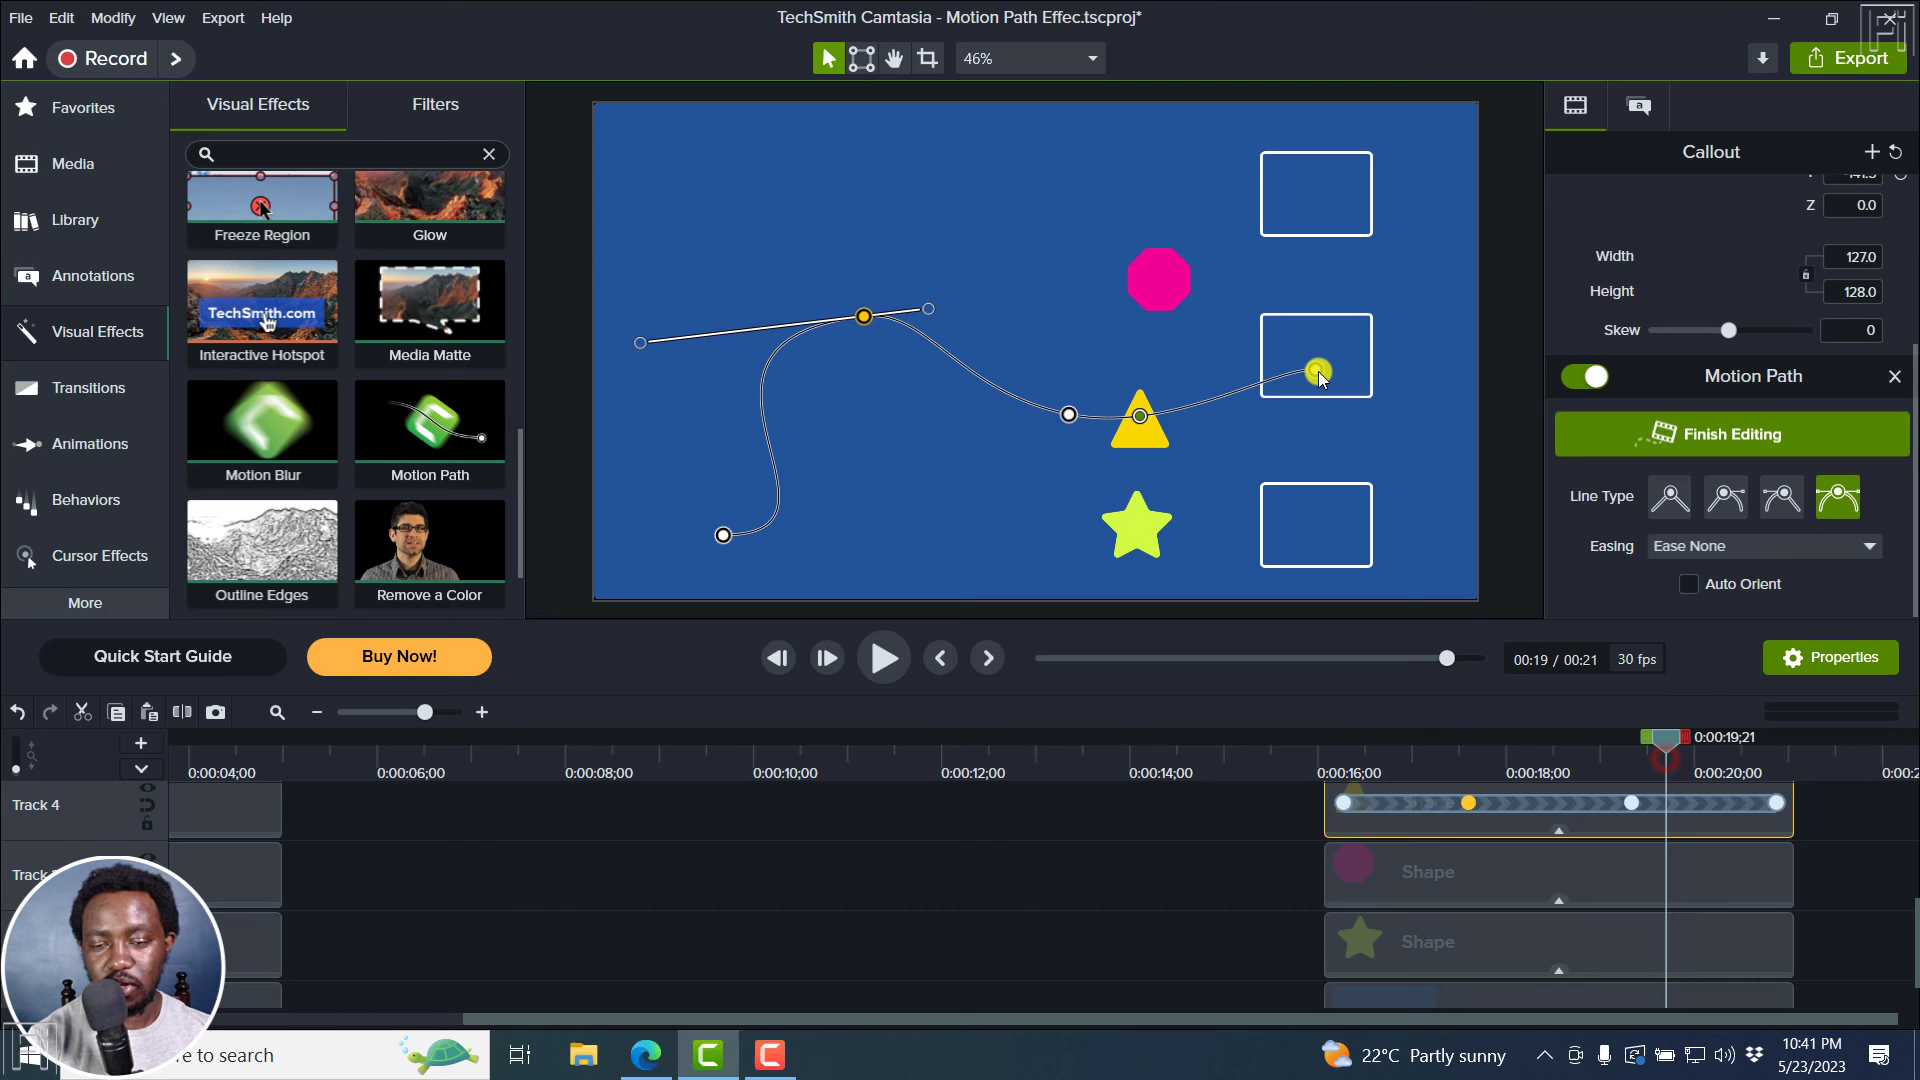 File Edit Modify View Export Help
TechSmith Camtasia - Motion Path Effec.tscproj*
Record
46%
Export
Favorites
Media
Library
Annotations
Visual Effects
Transitions
Animations
Behaviors
Cursor Effects
More
Visual Effects Filters
Freeze Region Glow
TechSmith.com
Interactive Hotspot Media Matte
Motion Blur Motion Path
Outline Edges Remove a Color
Callout
Z 0.0
Width 127.0
Height 128.0
Skew 0
Motion Path
Finish Editing
Line Type
Easing Ease None
Auto Orient
Quick Start Guide
Buy Now!
00:19 / 00:21 30 fps
Properties
0:00:19;21
0:00:04;00 0:00:06;00 0:00:08;00 0:00:10;00 0:00:12;00 0:00:14;00 0:00:16;00 0:00:18;00 0:00:20;00
Track 4
Track
Shape
Shape
re to search
22°C Partly sunny
10:41 PM
5/23/2023